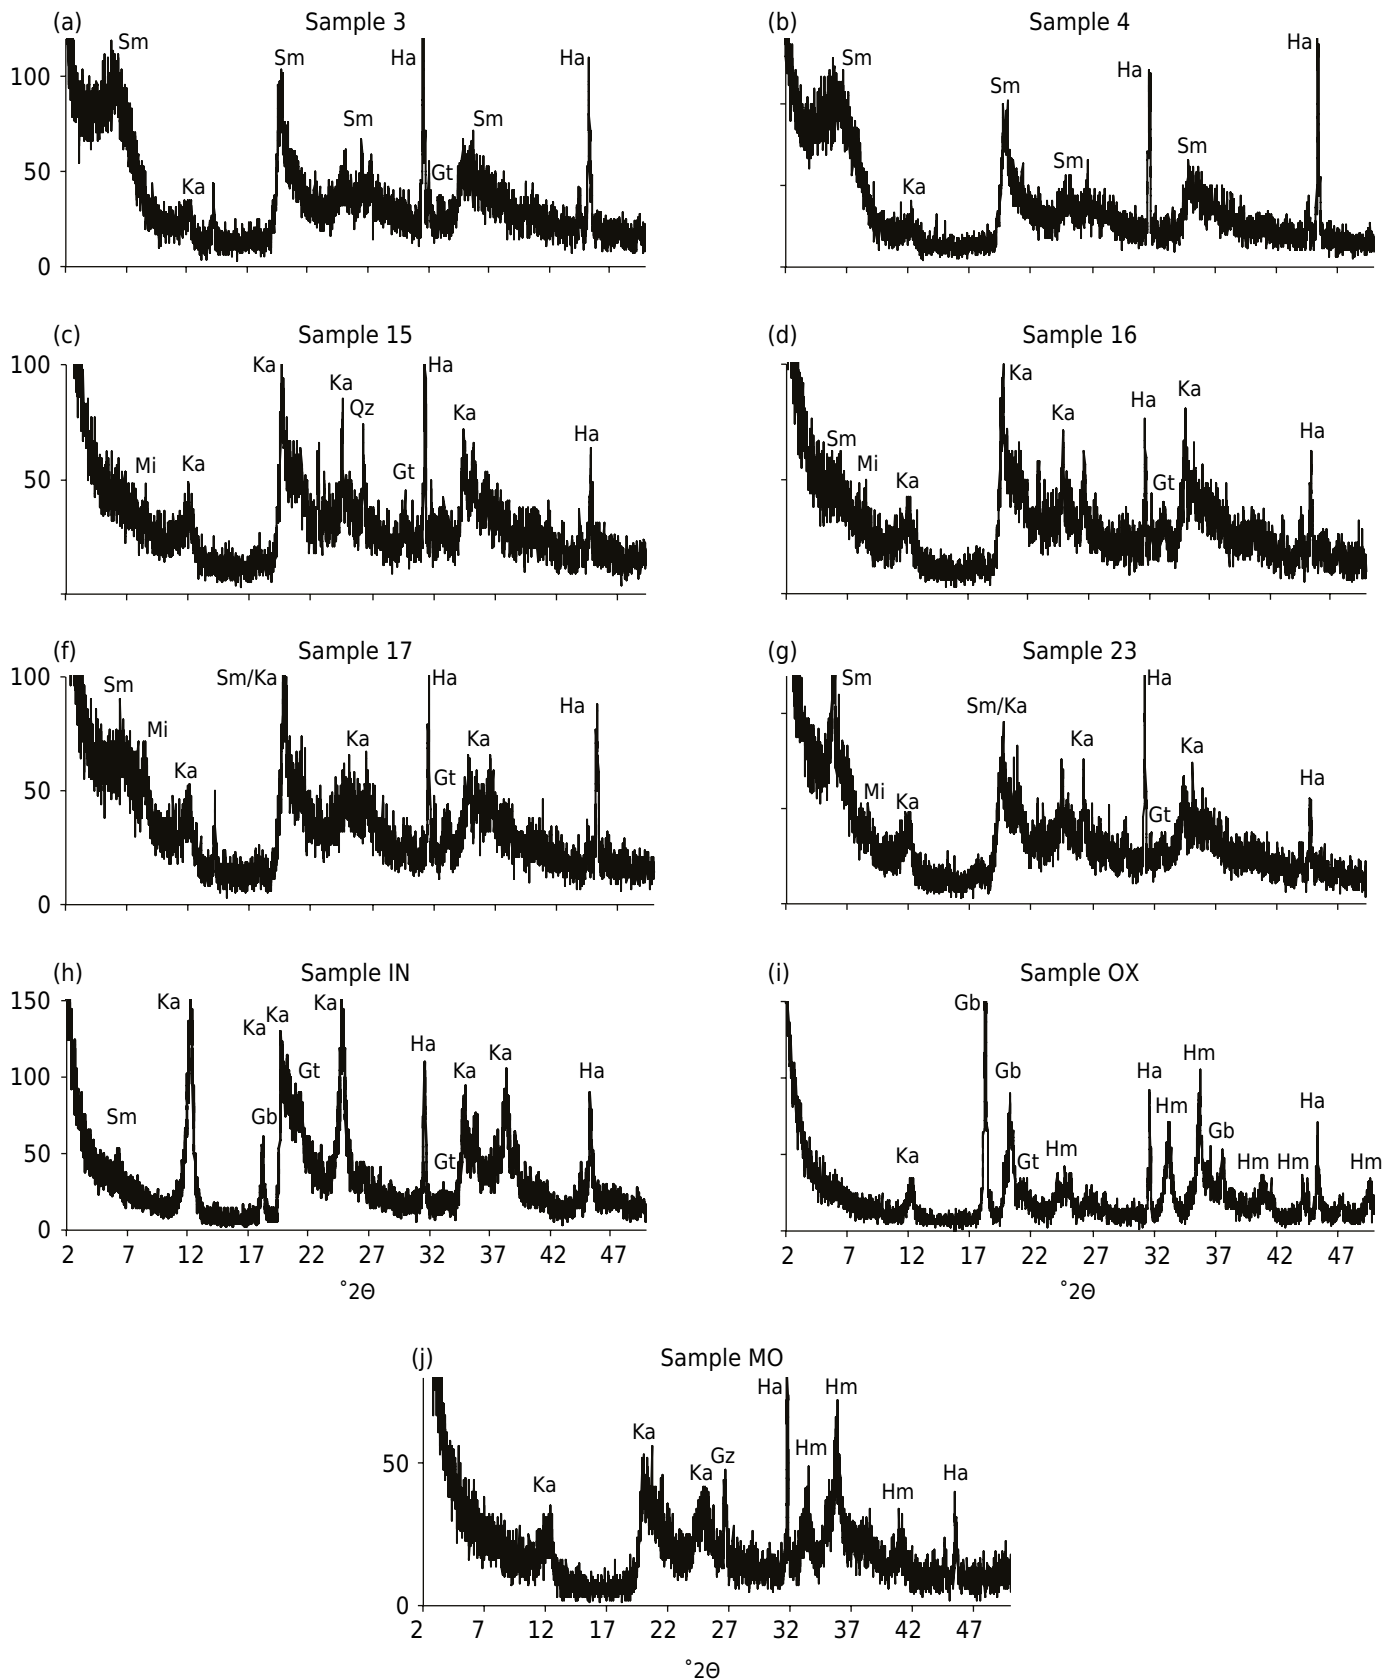 (a) Sample 3
Sm Sm Ha Ha
100
Sm Sm
50 Ka Gt
0
(b) Sample 4
Sm Sm Ha Ha
Ka Sm Sm
(c) Sample 15
100 Ka Ha
Ka Qz Ka
50 Mi Ka Gt Ha
(d) Sample 16
Ka Ha Ka
Sm Mi Ka Ka Gt Ha
(f) Sample 17
100 Sm Sm/Ka Ha
Mi Ka Ka Ha
50 Ka Gt
0
(g) Sample 23
Sm Sm/Ka Ha
Mi Ka Ka Gt Ka Ha
(h) Sample IN
150 Ka Ka Ka Ka
100 Gt Ha Ka Ka Ha
50 Sm Gb Gt
0
2 7 12 17 22 27 32 37 42 47
˚2Θ
(i) Sample OX
Gb
Gb Ha Hm Hm Ha
Ka Gt Hm Gb Hm Hm Hm
2 7 12 17 22 27 32 37 42 47
˚2Θ
(j) Sample MO
Ha Hm
Ka
50 Ka Ka Gz Hm Hm Ha
0
2 7 12 17 22 27 32 37 42 47
˚2Θ